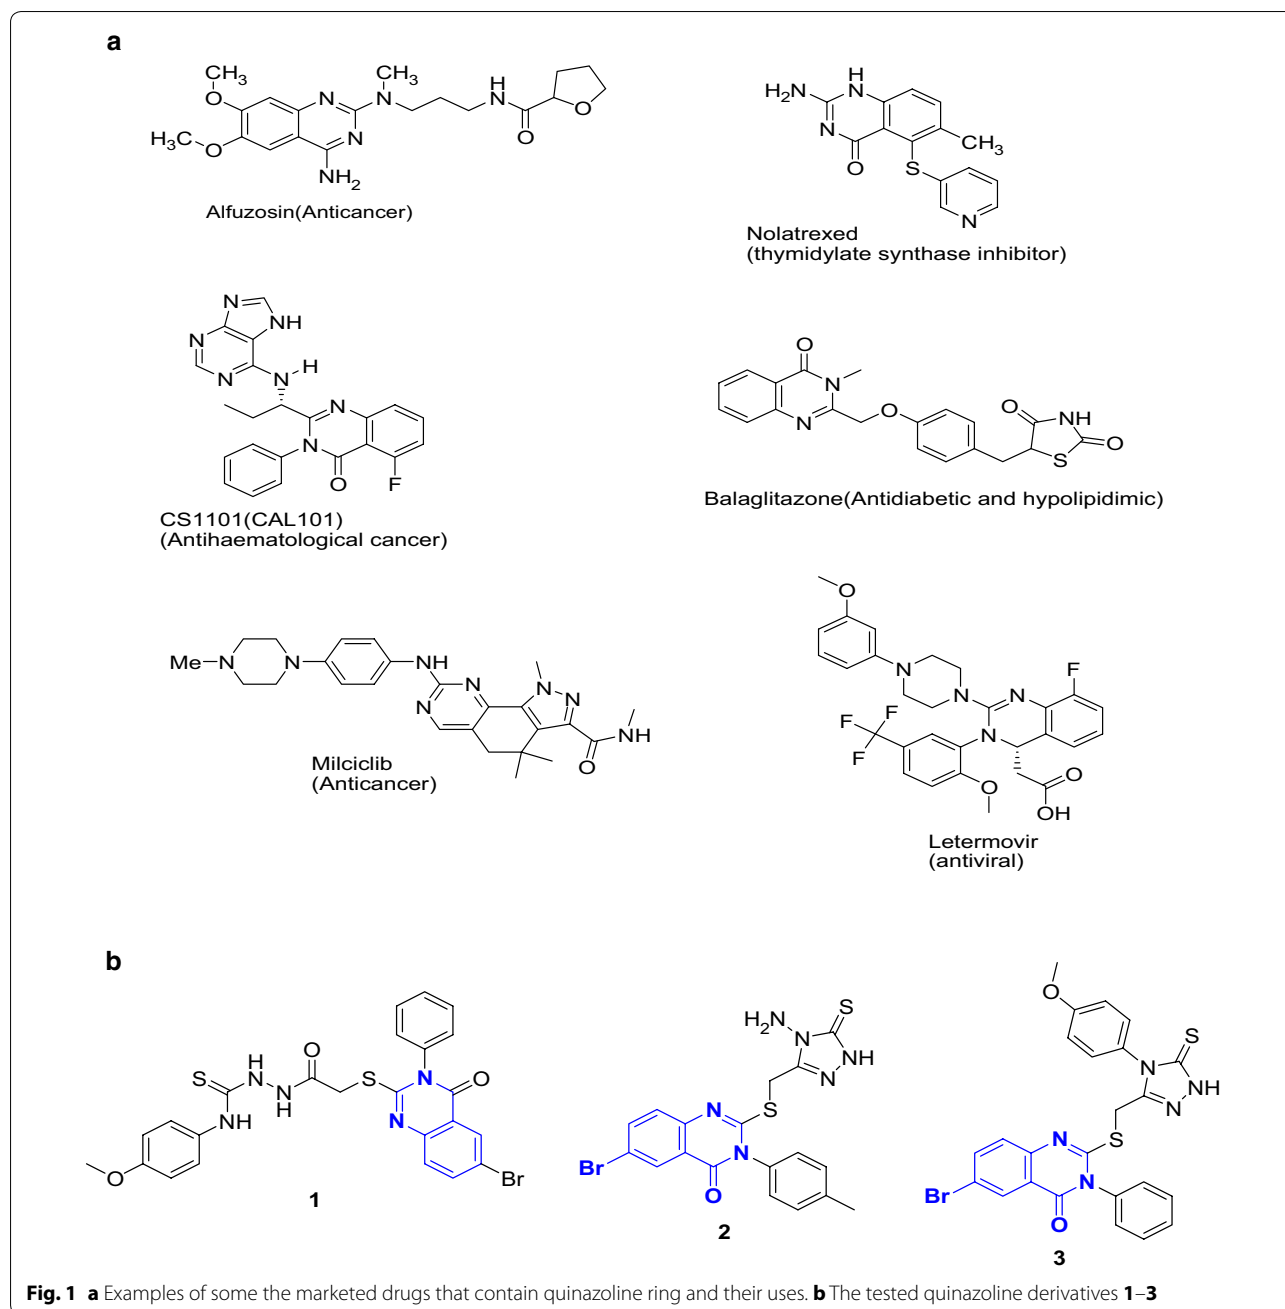 a
CH3
O
H3C
O
N
N
NH2
N
CH3
H
N
O
O
Alfuzosin(Anticancer)
H2N
H
N
N
O
S
CH3
N
Nolatrexed
(thymidylate synthase inhibitor)
N
NH
N
N
N
H
N
N
O
F
CS1101(CAL101)
(Antihaematological cancer)
O
N
N
O
O
NH
O
S
Balaglitazone(Antidiabetic and hypolipidimic)
Me
N
N
NH
N
N
N
N
NH
O
Milciclib
(Anticancer)
O
N
N
N
N
F
F
F
F
O
O
OH
Letermovir
(antiviral)
b
S
H
N
N
H
NH
O
O
S
N
N
O
Br
1
H2N
N
S
NH
N
S
N
N
O
Br
2
O
S
N
NH
N
S
N
N
O
Br
3
Fig. 1 a Examples of some the marketed drugs that contain quinazoline ring and their uses. b The tested quinazoline derivatives 1–3